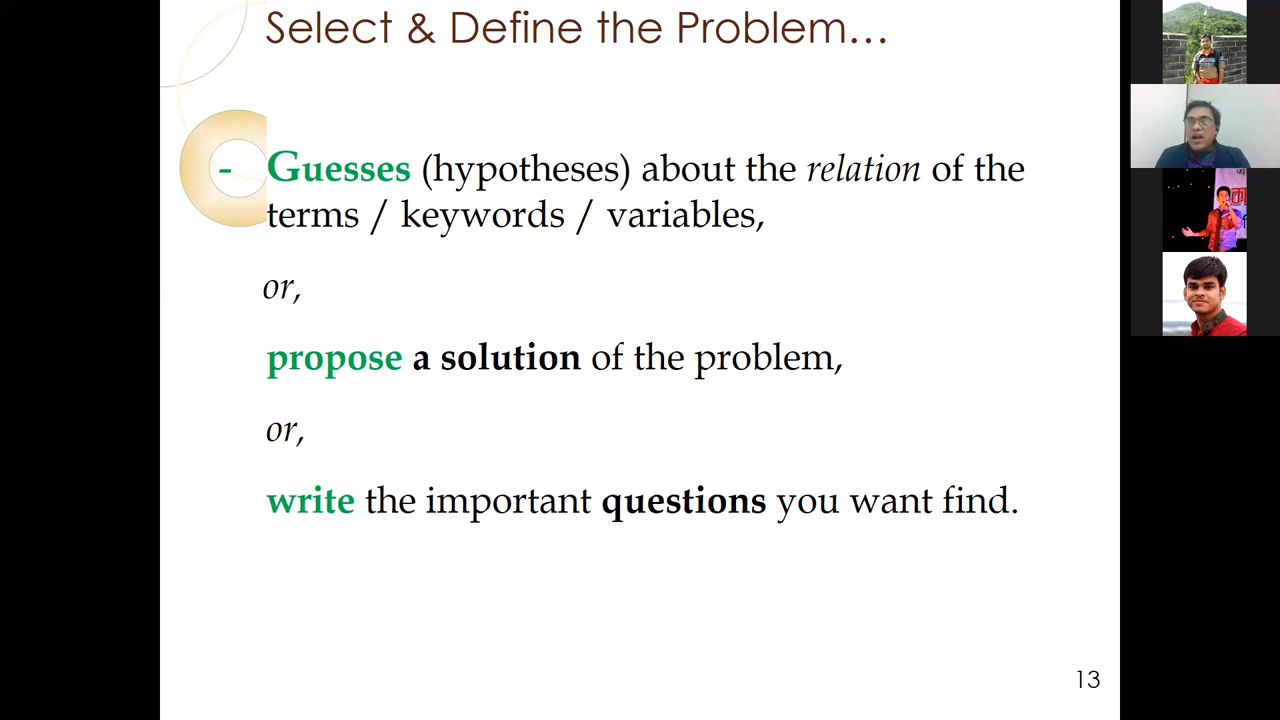 Select & Define the Problem...
- Guesses (hypotheses) about the relation of the
terms / keywords / variables,
or,
propose a solution of the problem,
or,
write the important questions you want find.
13